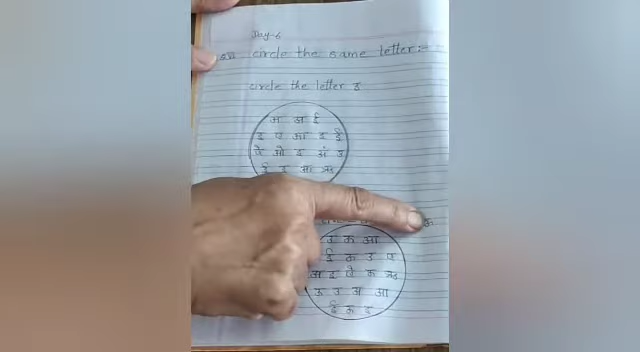 Day-6
circle the same letter:-
circle the letter इ
अ अ ई
इ ए आ इ ई
ऐ ओ इ अं उ
ई इ आ ऋ
ऊ
उ क आ
ई क उ ए
अ इ ऐ क ऋ
ऊ उ अ आ
ई ऊ इ